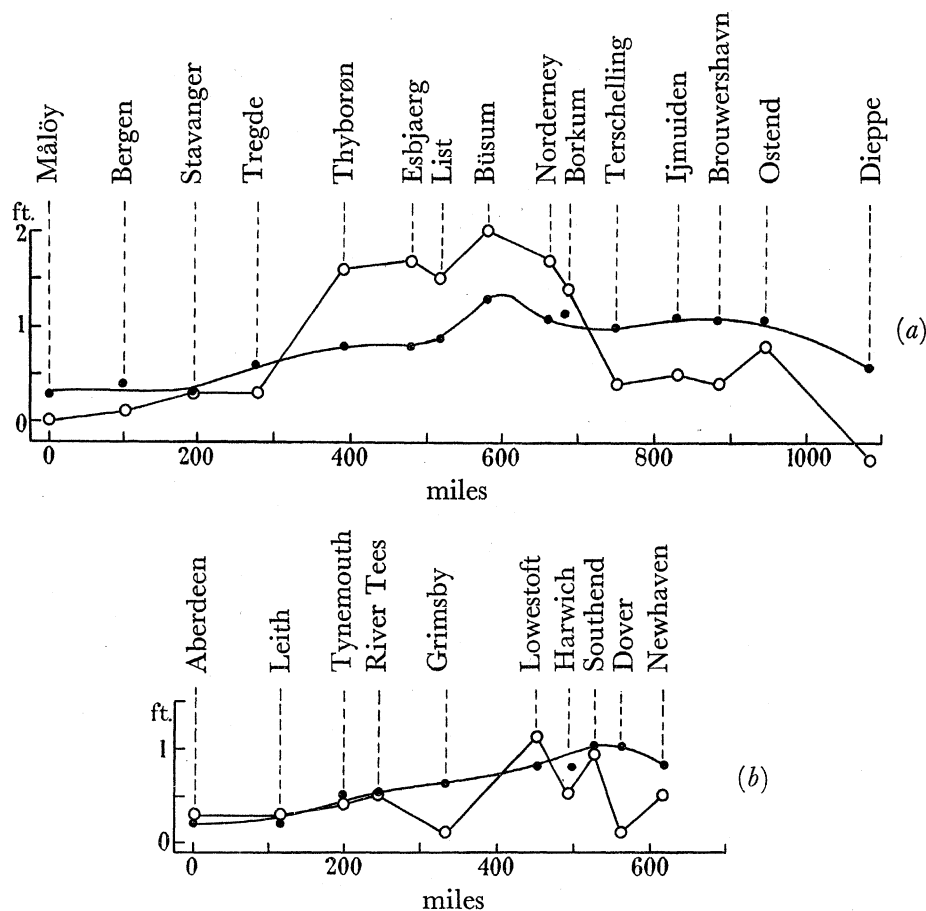 Målöy
Bergen
Stavanger
Tregde
Thyborøn
Esbjaerg
List
Büsum
Norderney
Borkum
Terschelling
Ijmuiden
Brouwershavn
Ostend
Dieppe
ft.
2
1
0
(a)
0 200 400 600 800 1000
miles
Aberdeen
Leith
Tynemouth
River Tees
Grimsby
Lowestoft
Harwich
Southend
Dover
Newhaven
ft.
1
0
(b)
0 200 400 600
miles